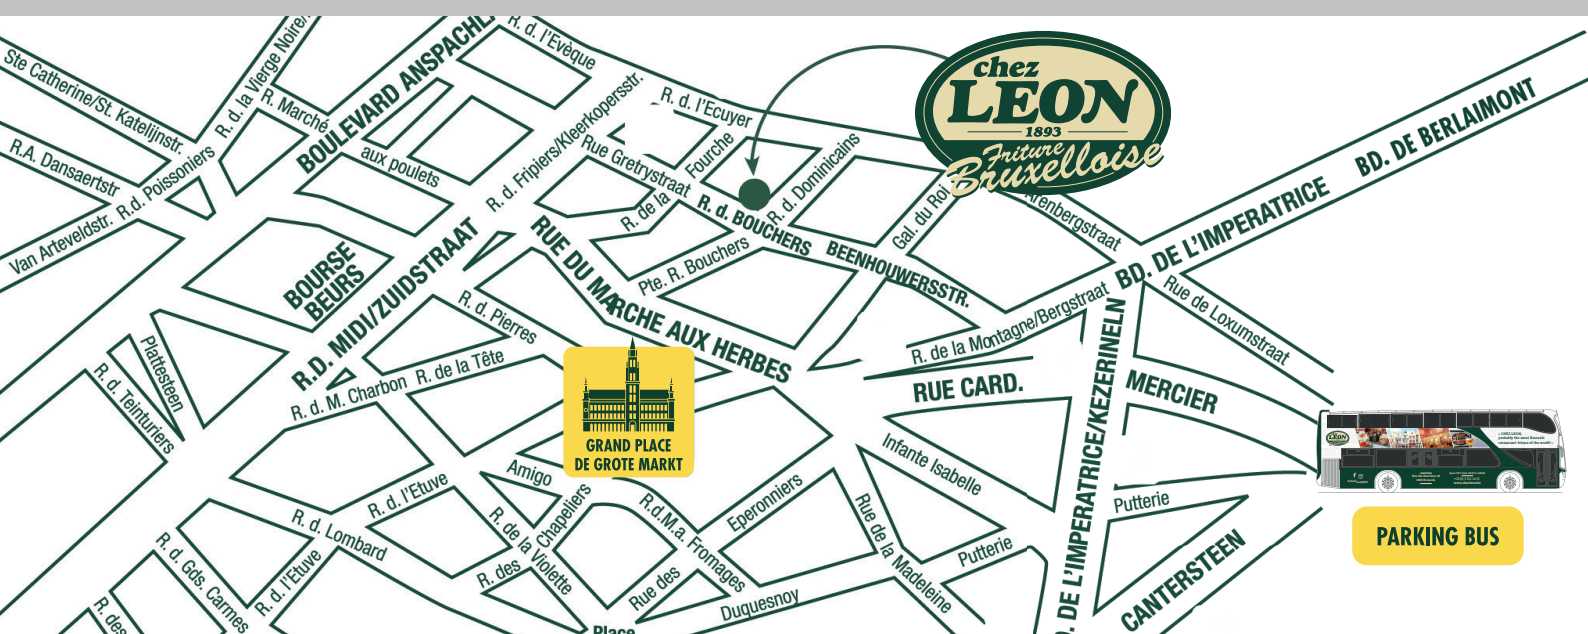 Ste Catherine/St. Katelijnstr.
R. d. la Vierge Noire/
R. Marché
aux poulets
BOULEVARD ANSPACHL
R. d. l'Evèque
R. d. l'Ecuyer
chez
LEON
1893
Friture
Bruxelloise
BD. DE BERLAIMONT
R.A. Dansaertstr
R.d. Poissoniers
Van Arteveldstr.
R. d. Fripiers/Kleerkopersstr.
Rue Gretrystraat
R. de la
Fourche
R. d. Dominicains
R. d. BOUCHERS
BEENHOUWERSSTR.
Pte. R. Bouchers
Gal. du Roi
Arenbergstraat
BD. DE L'IMPERATRICE
BOURSE
BEURS
R.D. MIDI/ZUIDSTRAAT
RUE DU MARCHE AUX HERBES
R. d. Pierres
R. de la Montagne/Bergstraat
Rue de Loxumstraat
Plattesteen
R. d. Teinturiers
R. d. M. Charbon
R. de la Tête
RUE CARD.
MERCIER
D. DE L'IMPERATRICE/KEZERINELN
GRAND PLACE
DE GROTE MARKT
Amigo
Infante Isabelle
R. d. l'Etuve
R. d. Lombard
R. de la Violette
R. des
Chapeliers
R.d.M.a. Fromages
Eperonniers
Rue de la Madeleine
Putterie
Putterie
CANTERSTEEN
LEON
PARKING BUS
R. d. Gds. Carmes
R. d. l'Etuve
R. des
Rue des
Duquesnoy
Place